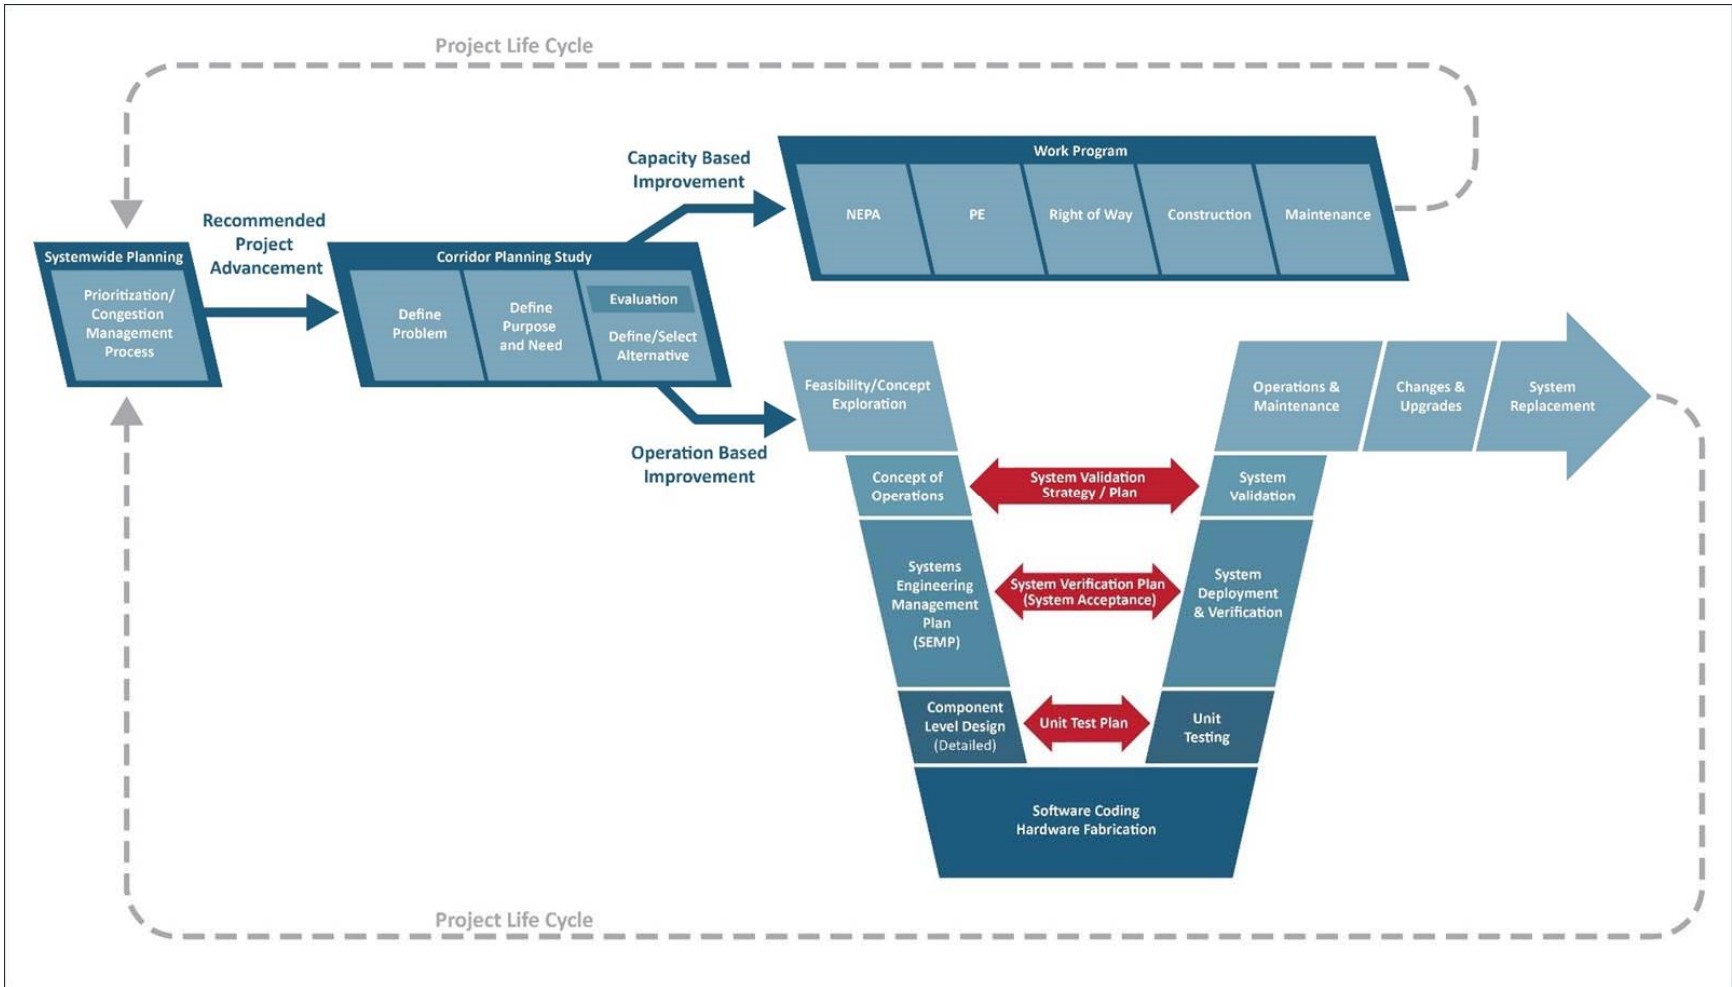 Project Life Cycle
Capacity Based
Improvement
Work Program
NEPA
PE
Right of Way
Construction
Maintenance
Recommended
Project
Advancement
Systemwide Planning
Prioritization/
Congestion
Management
Process
Corridor Planning Study
Define
Problem
Define
Purpose
and Need
Evaluation
Define/Select
Alternative
Operation Based
Improvement
Feasibility/Concept
Exploration
Concept of
Operations
Systems
Engineering
Management
Plan
(SEMP)
Component
Level Design
(Detailed)
Software Coding
Hardware Fabrication
System Validation
Strategy / Plan
System Verification Plan
(System Acceptance)
Unit Test Plan
Unit
Testing
System
Deployment
& Verification
System
Validation
Operations &
Maintenance
Changes &
Upgrades
System
Replacement
Project Life Cycle